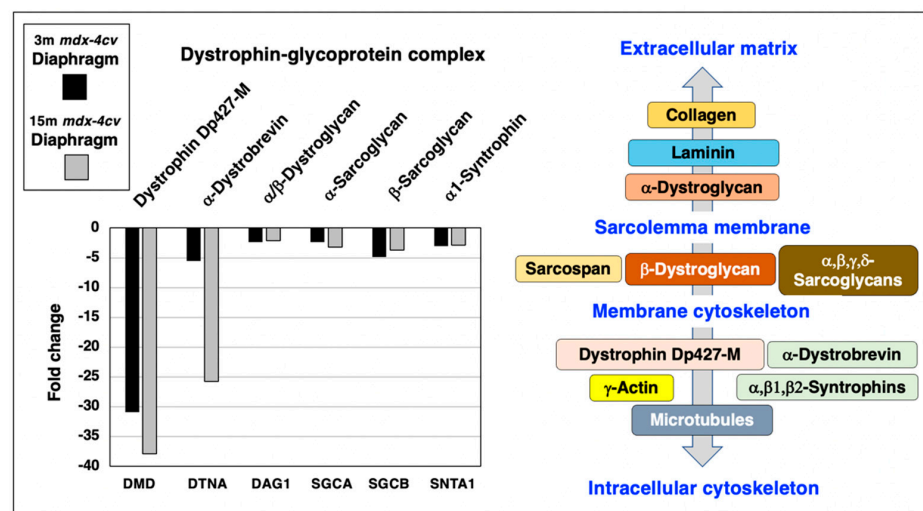 3m mdx-4cv
Diaphragm
15m mdx-4cv
Diaphragm
Dystrophin-glycoprotein complex
Dystrophin Dp427-M
α-Dystrobrevin
α/β-Dystroglycan
α-Sarcoglycan
β-Sarcoglycan
α1-Syntrophin
Fold change
0
-5
-10
-15
-20
-25
-30
-35
-40
DMD DTNA DAG1 SGCA SGCB SNTA1
Extracellular matrix
Collagen
Laminin
α-Dystroglycan
Sarcolemma membrane
Sarcospan
β-Dystroglycan
α,β,γ,δ-
Sarcoglycans
Membrane cytoskeleton
Dystrophin Dp427-M
α-Dystrobrevin
γ-Actin
α,β1,β2-Syntrophins
Microtubules
Intracellular cytoskeleton